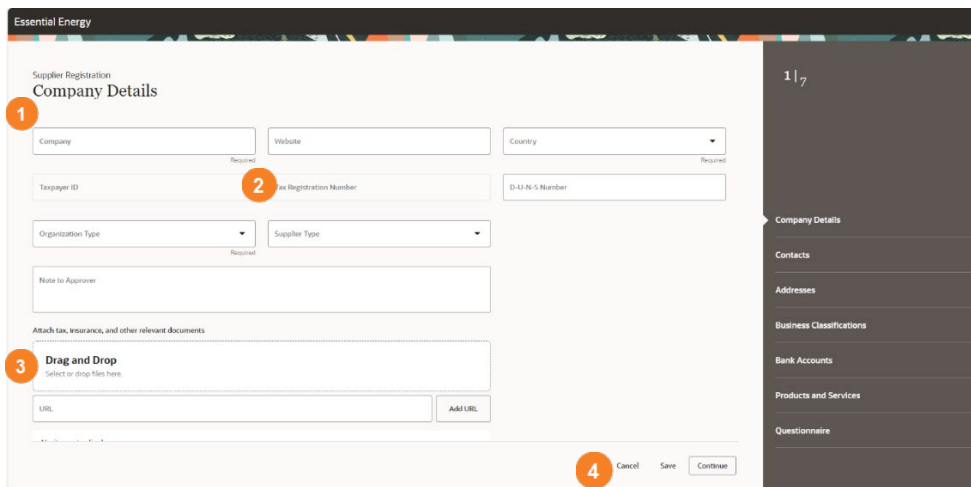 Essential Energy
Supplier Registration
Company Details
1 | 7
1
Company
Website
Country
Required
Required
Taxpayer ID
2
Tax Registration Number
D-U-N-S Number
Organization Type
Supplier Type
Required
Note to Approver
Attach tax, insurance, and other relevant documents
3
Drag and Drop
Select or drop files here.
URL
Add URL
4
Cancel
Save
Continue
Company Details
Contacts
Addresses
Business Classifications
Bank Accounts
Products and Services
Questionnaire